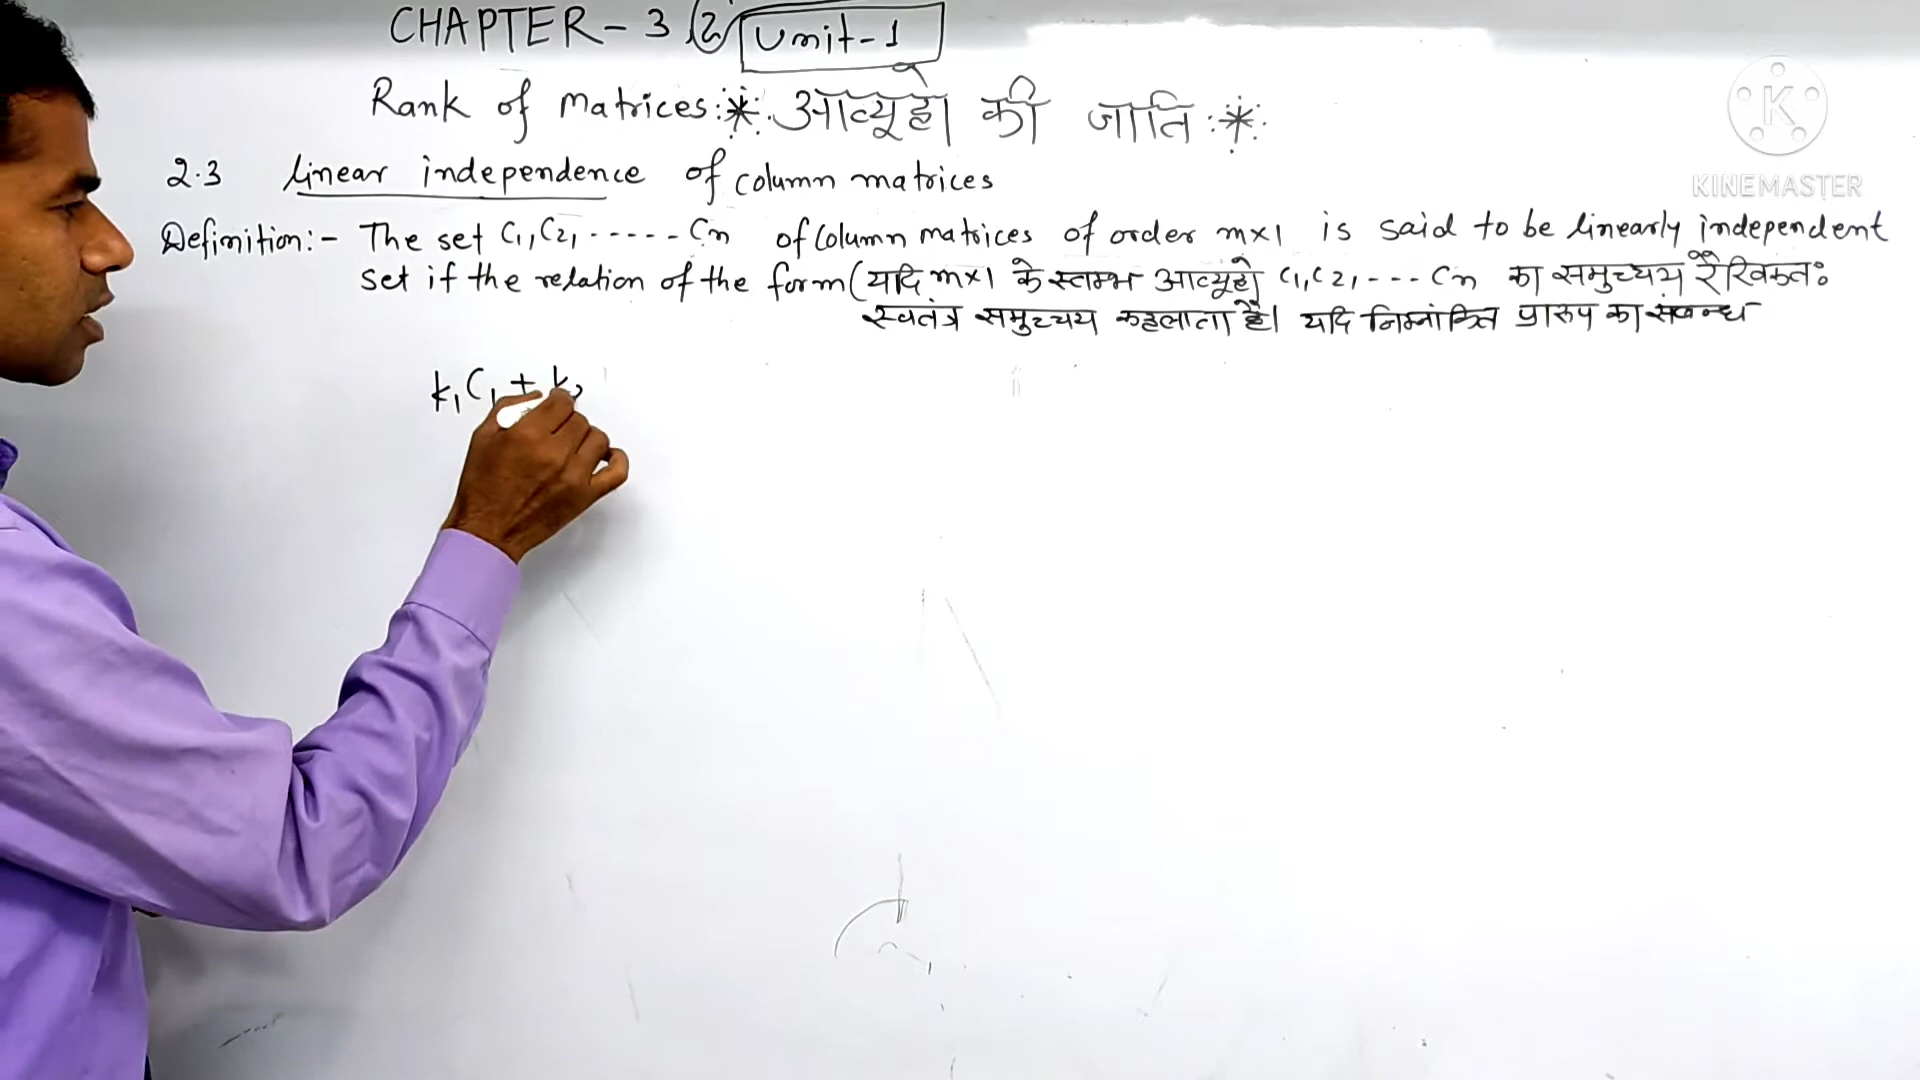 CHAPTER - 3 (2) Unit-1
Rank of matrices:* आव्यूहो की जाति :*
K
KINEMASTER
2.3 linear independence of column matrices
Definition:- The set C1, C2, ----- Cn of column matrices of order m×1 is said to be linearly independent
set if the relation of the form (यदि m×1 के स्तम्भ आव्यूहो C1, C2, --- Cn का समुच्चय रैखिकतः
स्वतंत्र समुच्चय कहलाता है। यदि निम्नांकित प्रारूप का संबन्ध
k1C1 + k2